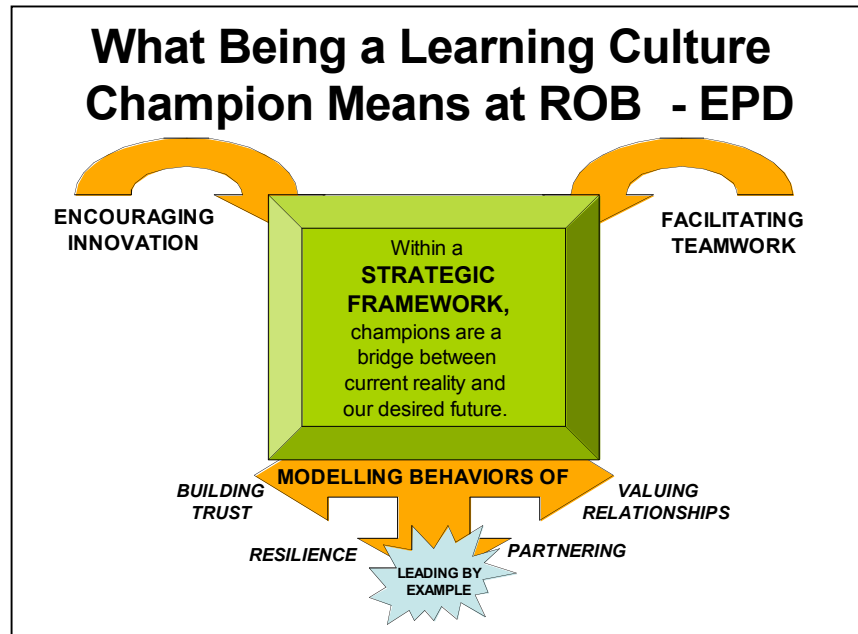 What Being a Learning Culture
Champion Means at ROB - EPD
ENCOURAGING
INNOVATION
FACILITATING
TEAMWORK
Within a
STRATEGIC
FRAMEWORK,
champions are a
bridge between
current reality and
our desired future.
MODELLING BEHAVIORS OF
BUILDING
TRUST
VALUING
RELATIONSHIPS
RESILIENCE
PARTNERING
LEADING BY
EXAMPLE